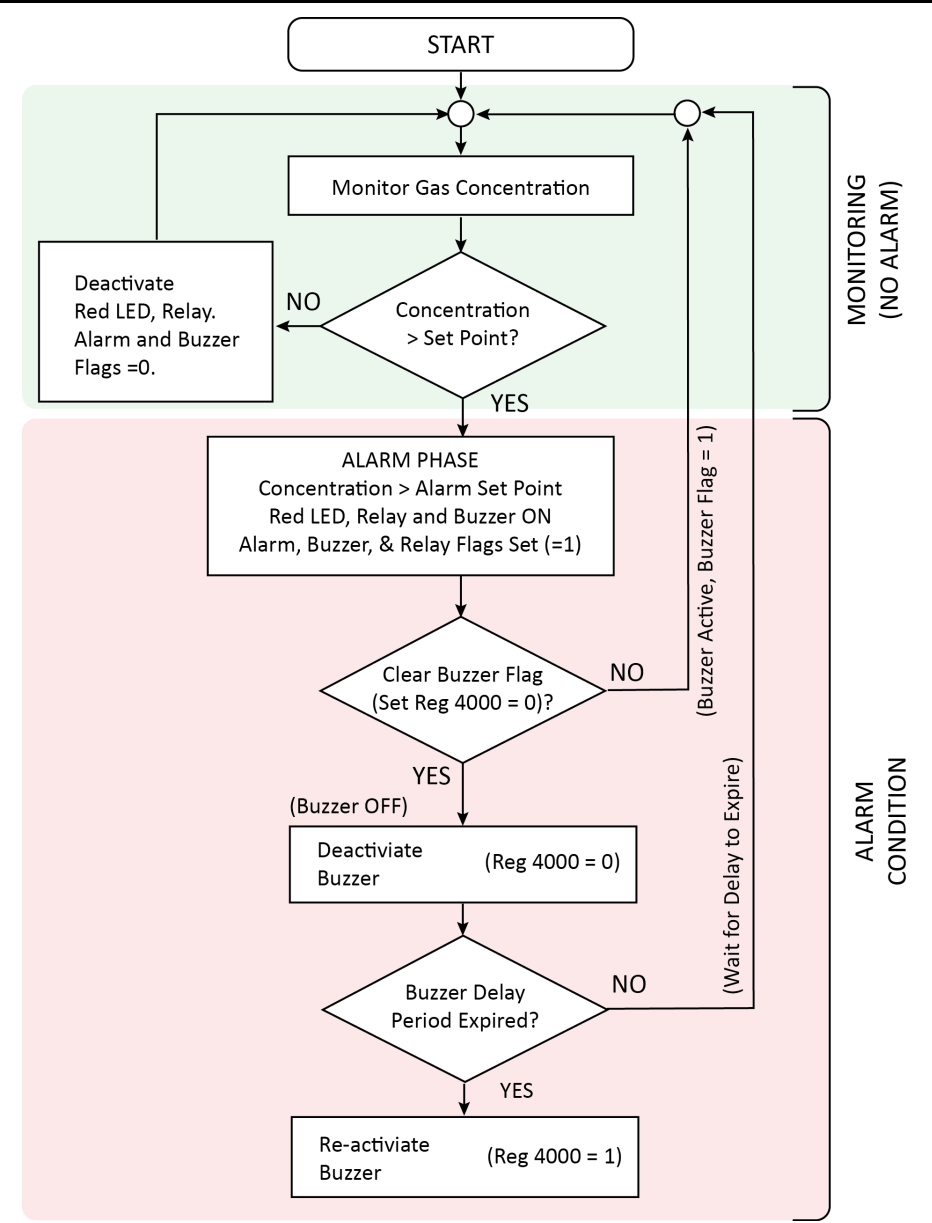 START
Monitor Gas Concentration
Concentration
> Set Point?
NO
Deactivate
Red LED, Relay.
Alarm and Buzzer
Flags =0.
YES
MONITORING
(NO ALARM)
ALARM PHASE
Concentration > Alarm Set Point
Red LED, Relay and Buzzer ON
Alarm, Buzzer, & Relay Flags Set (=1)
Clear Buzzer Flag
(Set Reg 4000 = 0)?
NO
(Buzzer Active, Buzzer Flag = 1)
YES
(Buzzer OFF)
Deactiviate
Buzzer
(Reg 4000 = 0)
Buzzer Delay
Period Expired?
NO
(Wait for Delay to Expire)
YES
Re-activiate
Buzzer
(Reg 4000 = 1)
ALARM
CONDITION